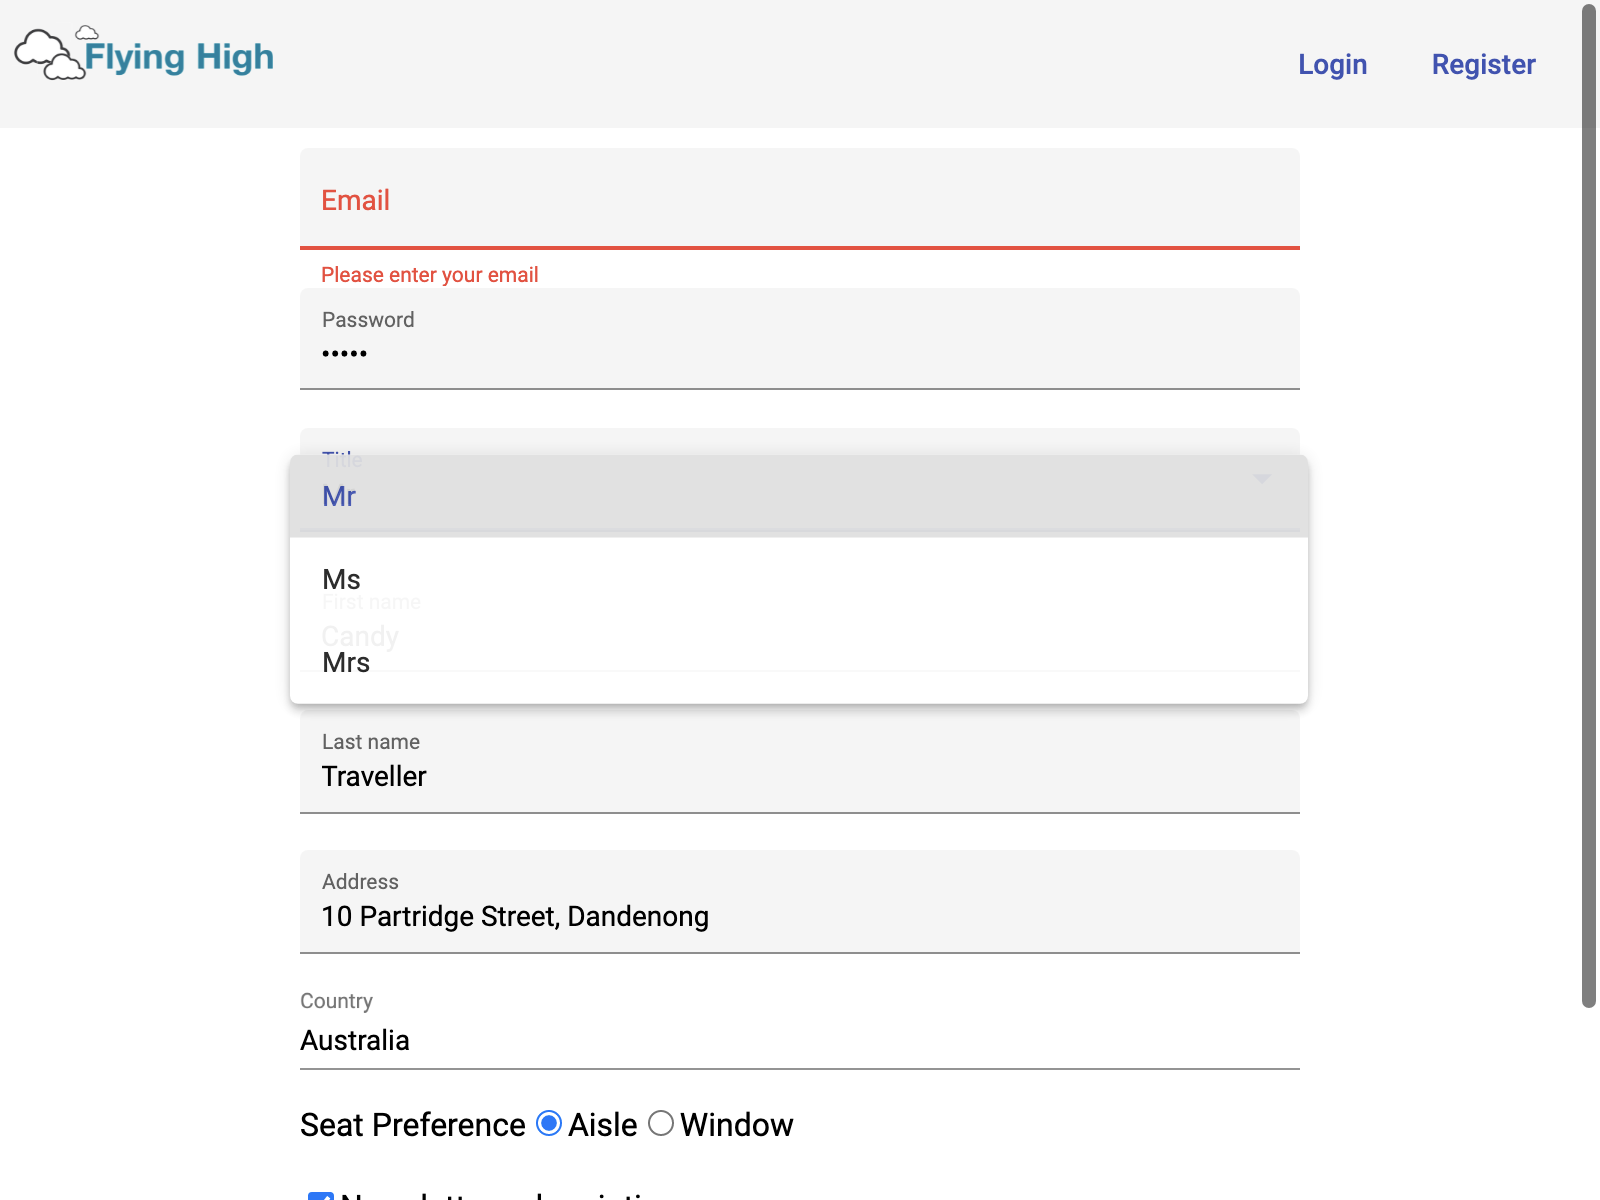 Flying High
Login
Register
Email
Please enter your email
Password
•••••
Title
Mr
Ms
First name
Candy
Mrs
Last name
Traveller
Address
10 Partridge Street, Dandenong
Country
Australia
Seat Preference Aisle Window